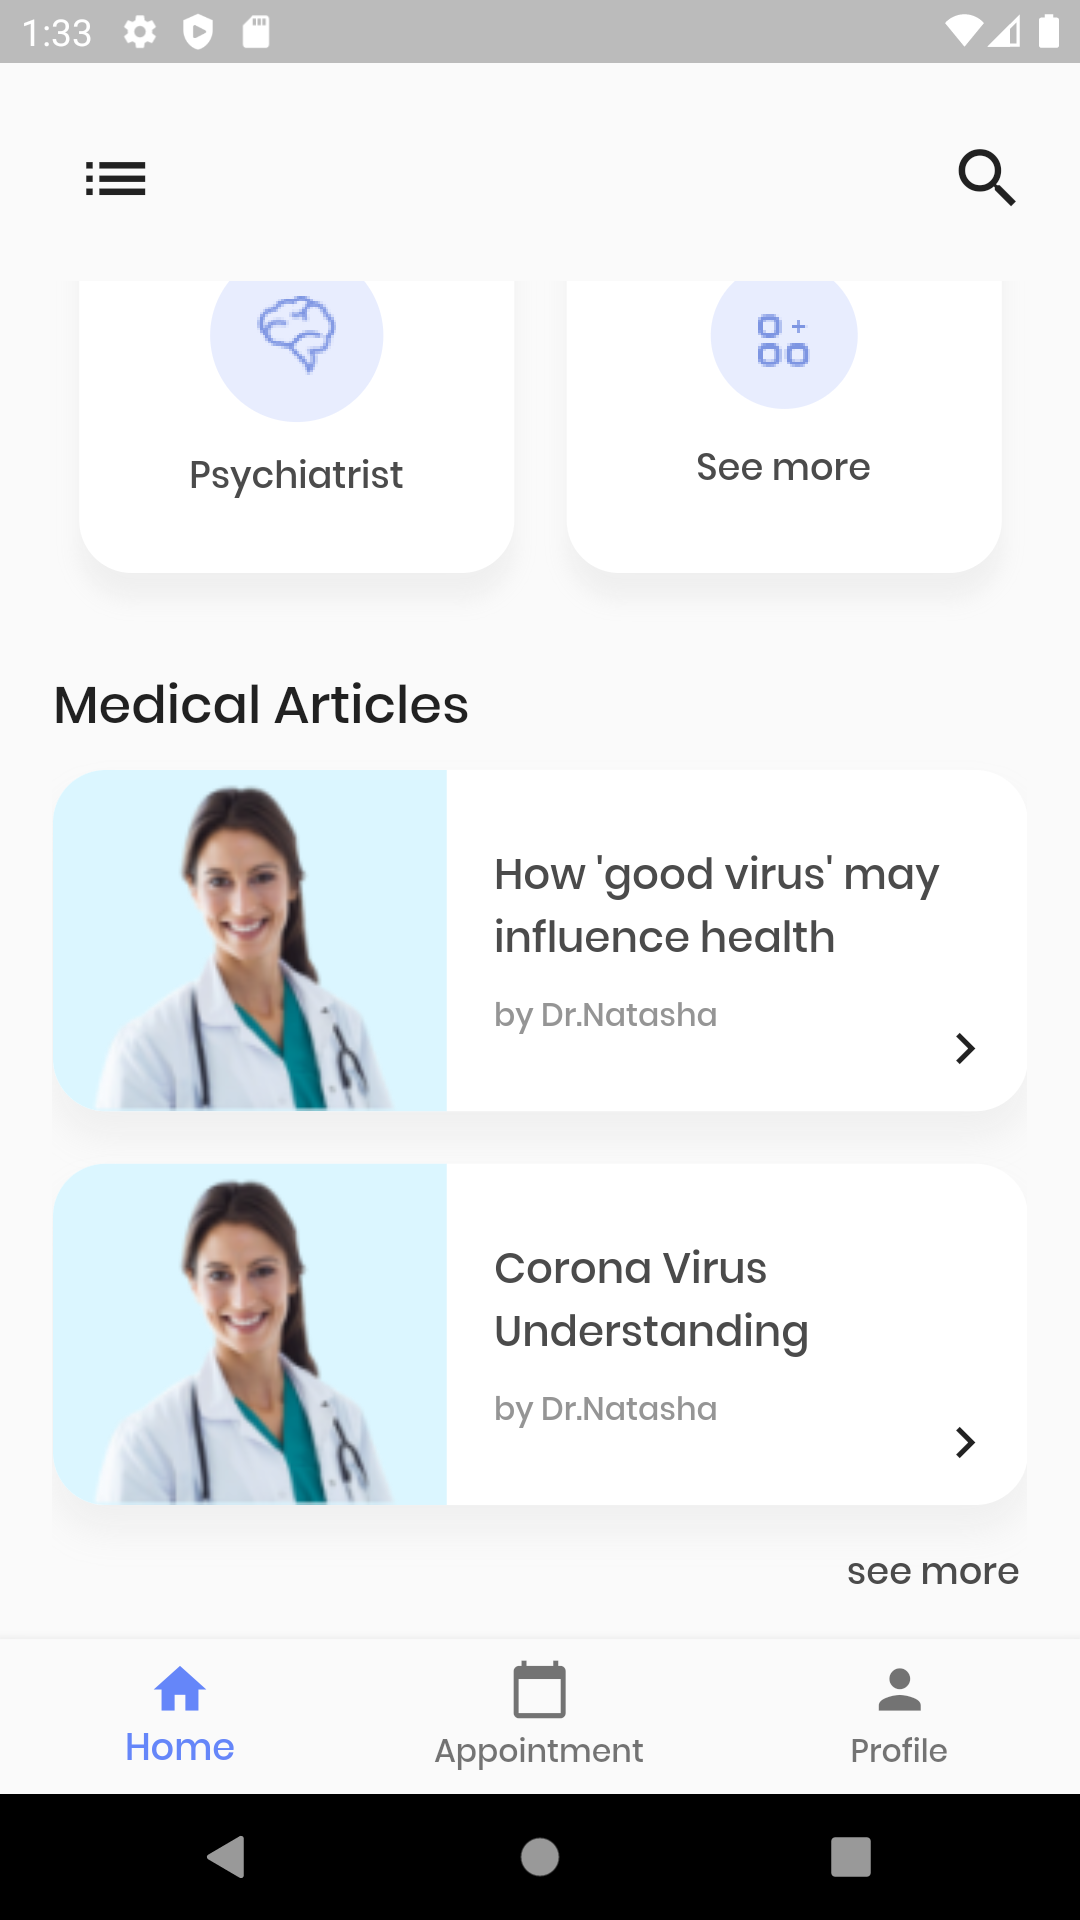 1:33
Psychiatrist
See more
Medical Articles
How 'good virus' may
influence health
by Dr.Natasha
Corona Virus
Understanding
by Dr.Natasha
see more
Home
Appointment
Profile